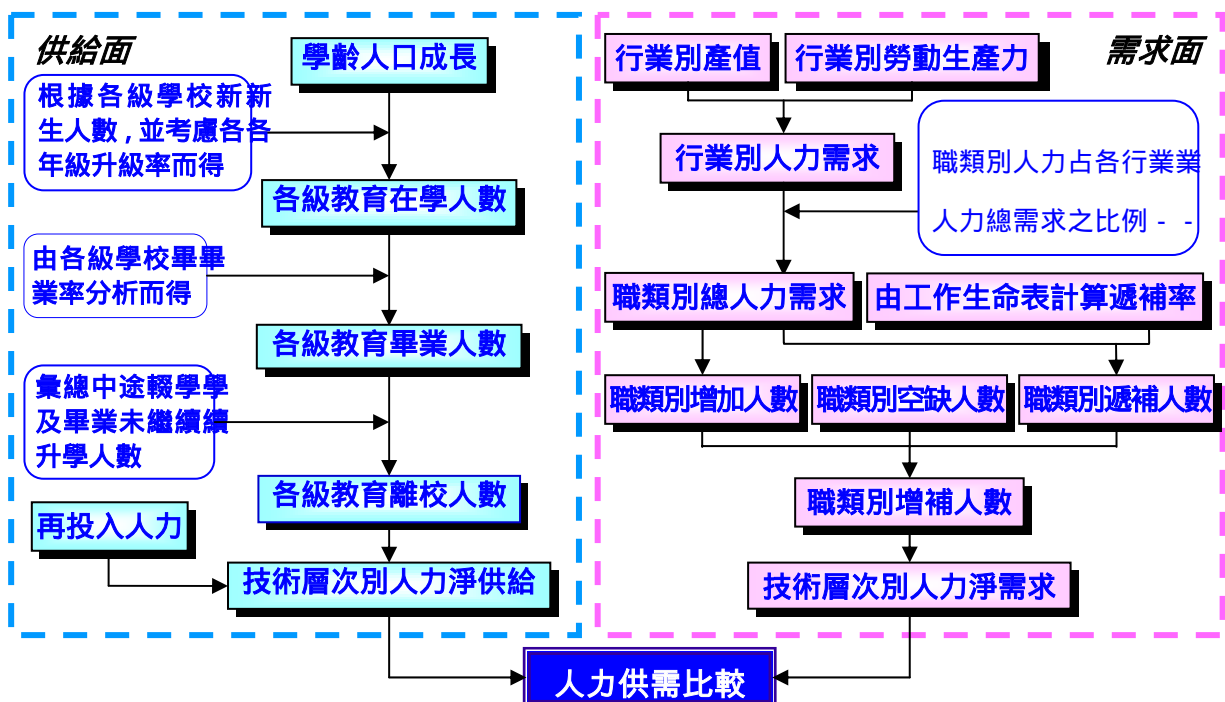 供給面
學齡人口成長
根據各級學校新新
生人數 , 並考慮各各
年級升級率而得
各級教育在學人數
由各級學校畢畢
業率分析而得
各級教育畢業人數
彙總中途輟學學
及畢業未繼續續
升學人數
各級教育離校人數
再投入人力
技術層次別人力淨供給
需求面
行業別產值
行業別勞動生產力
行業別人力需求
職類別人力占各行業業
人力總需求之比例 - -
職類別總人力需求
由工作生命表計算遞補率
職類別增加人數
職類別空缺人數
職類別遞補人數
職類別增補人數
技術層次別人力淨需求
人力供需比較